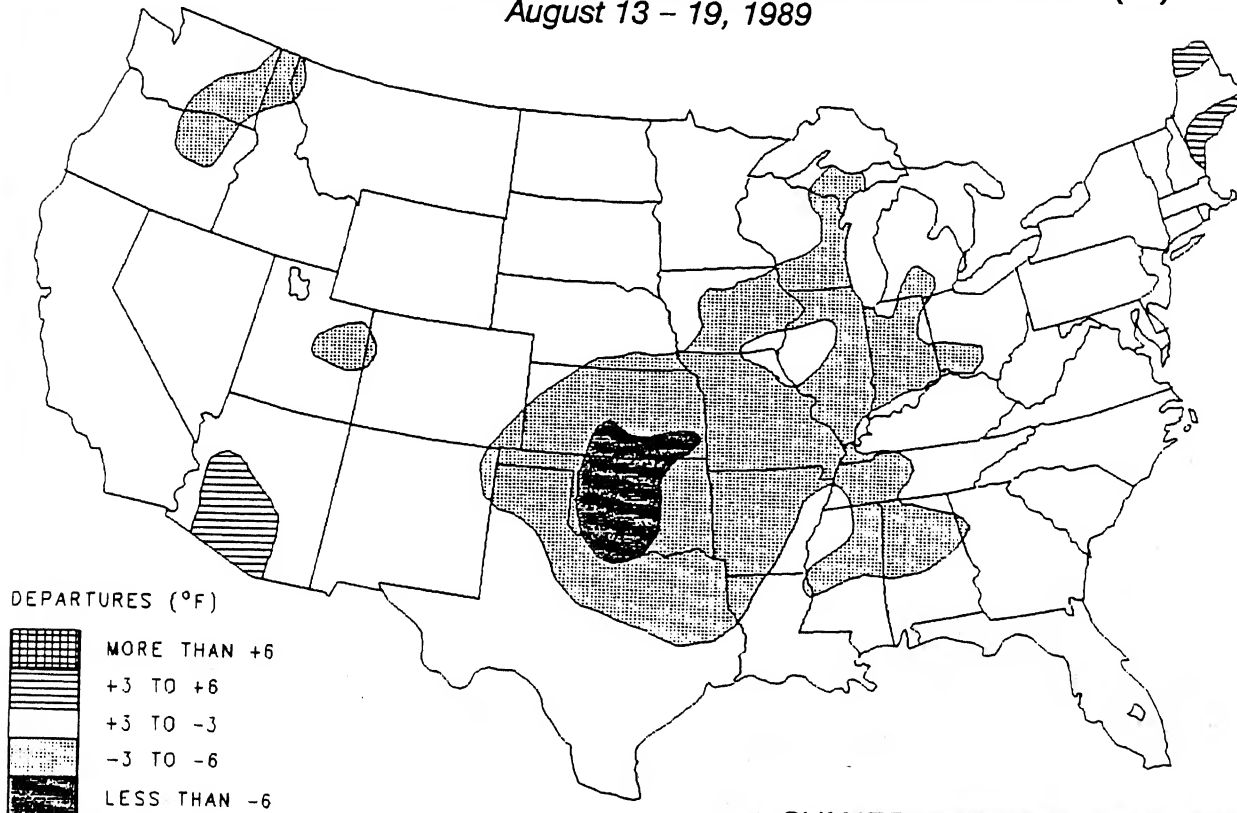 August 13 – 19, 1989
DEPARTURES (°F)
MORE THAN +6
+3 TO +6
+3 TO -3
-3 TO -6
LESS THAN -6